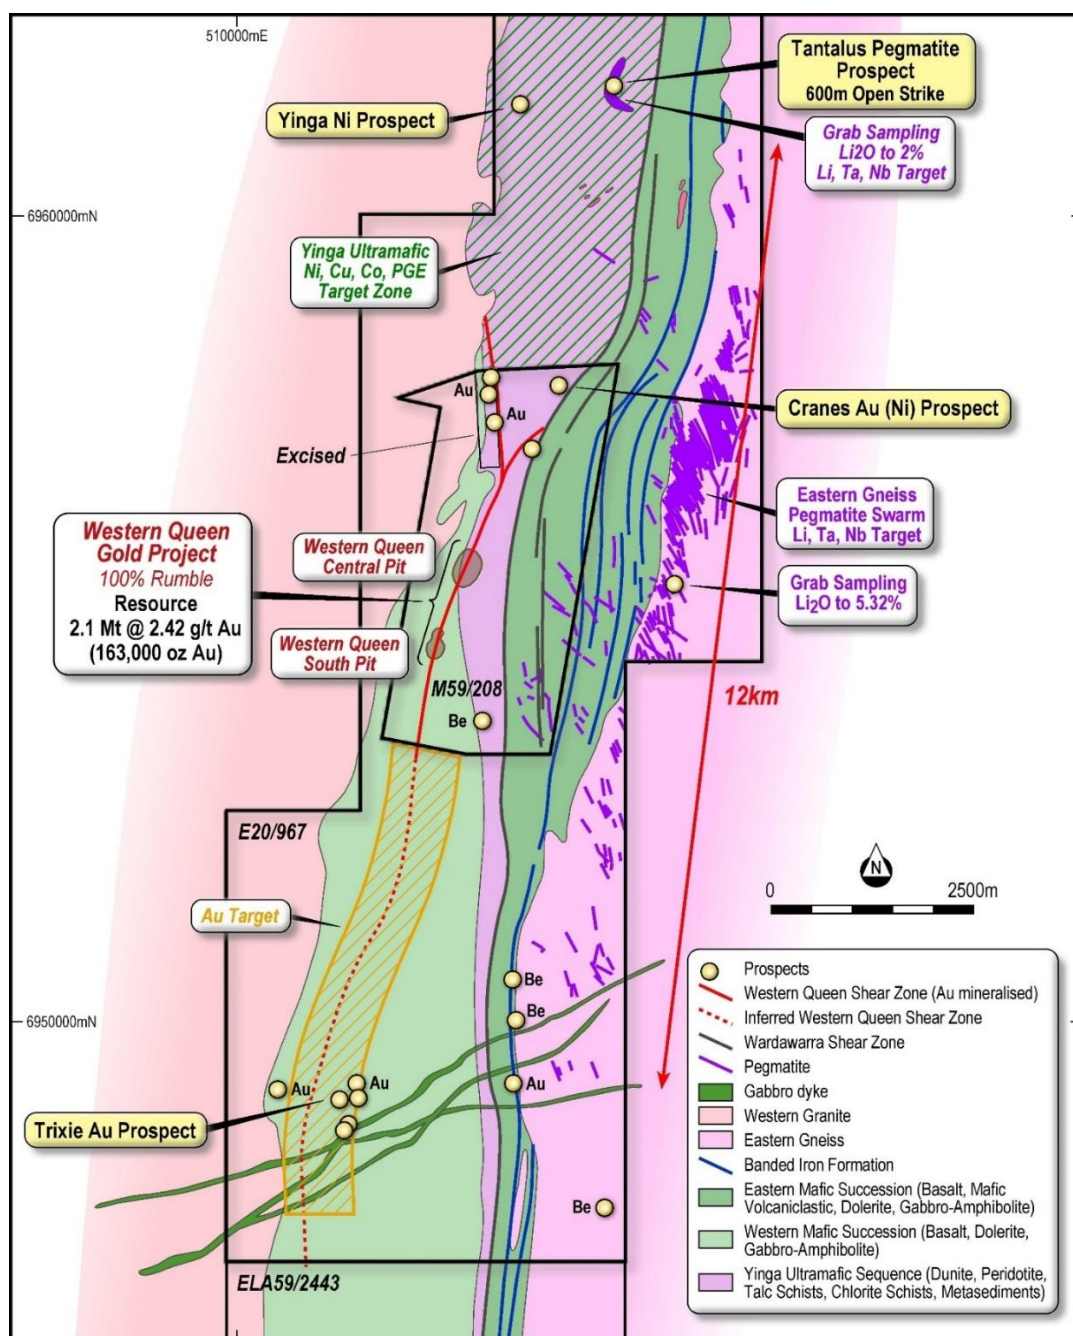 510000mE
Tantalus Pegmatite
Prospect
600m Open Strike
Yinga Ni Prospect
Grab Sampling
Li2O to 2%
Li, Ta, Nb Target
6960000mN
Yinga Ultramafic
Ni, Cu, Co, PGE
Target Zone
Au
Au
Cranes Au (Ni) Prospect
Excised
Eastern Gneiss
Pegmatite Swarm
Li, Ta, Nb Target
Western Queen
Gold Project
100% Rumble
Resource
2.1 Mt @ 2.42 g/t Au
(163,000 oz Au)
Western Queen
Central Pit
Grab Sampling
Li₂O to 5.32%
Western Queen
South Pit
M59/208
12km
Be
E20/967
N
0 2500m
Au Target
Be
Be
6950000mN
Au
Au
Au
Trixie Au Prospect
Be
ELA59/2443
Prospects
Western Queen Shear Zone (Au mineralised)
Inferred Western Queen Shear Zone
Wardawarra Shear Zone
Pegmatite
Gabbro dyke
Western Granite
Eastern Gneiss
Banded Iron Formation
Eastern Mafic Succession (Basalt, Mafic
Volcaniclastic, Dolerite, Gabbro-Amphibolite)
Western Mafic Succession (Basalt, Dolerite,
Gabbro-Amphibolite)
Yinga Ultramafic Sequence (Dunite, Peridotite,
Talc Schists, Chlorite Schists, Metasediments)